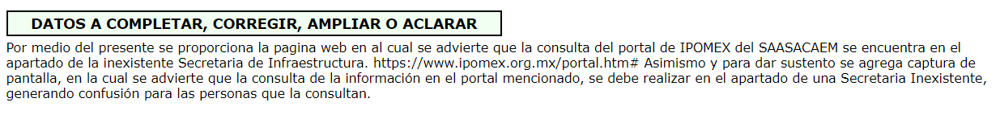 DATOS A COMPLETAR, CORREGIR, AMPLIAR O ACLARAR
Por medio del presente se proporciona la pagina web en al cual se advierte que la consulta del portal de IPOMEX del SAASACAEM se encuentra en el
apartado de la inexistente Secretaria de Infraestructura. https://www.ipomex.org.mx/portal.htm# Asimismo y para dar sustento se agrega captura de
pantalla, en la cual se advierte que la consulta de la información en el portal mencionado, se debe realizar en el apartado de una Secretaria Inexistente,
generando confusión para las personas que la consultan.